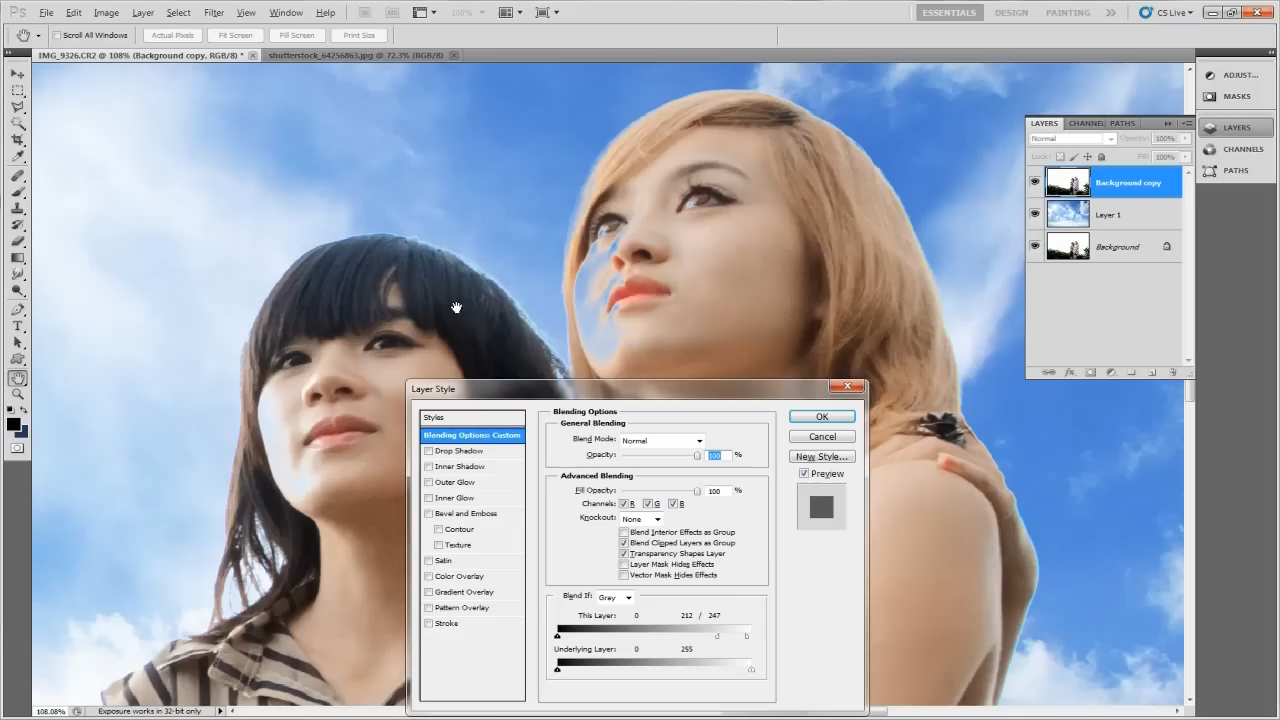 Ps File Edit Image Layer Select Filter View Window Help 100% ESSENTIALS DESIGN PAINTING CS Live
Scroll All Windows Actual Pixels Fit Screen Fill Screen Print Size
IMG_9326.CR2 @ 108% (Background copy, RGB/8) * shutterstock_64256863.jpg @ 72.3% (RGB/8)
ADJUST...
MASKS
LAYERS
CHANNELS
PATHS
LAYERS CHANNEL PATHS
Normal Opacity: 100%
Lock: Fill: 100%
Background copy
Layer 1
Background
Layer Style
Styles
Blending Options: Custom
Drop Shadow
Inner Shadow
Outer Glow
Inner Glow
Bevel and Emboss
Contour
Texture
Satin
Color Overlay
Gradient Overlay
Pattern Overlay
Stroke
Blending Options
General Blending
Blend Mode: Normal
Opacity: 100 %
Advanced Blending
Fill Opacity: 100 %
Channels: R G B
Knockout: None
Blend Interior Effects as Group
Blend Clipped Layers as Group
Transparency Shapes Layer
Layer Mask Hides Effects
Vector Mask Hides Effects
Blend If: Gray
This Layer: 0 212 / 247
Underlying Layer: 0 255
OK
Cancel
New Style...
Preview
108.08% Exposure works in 32-bit only